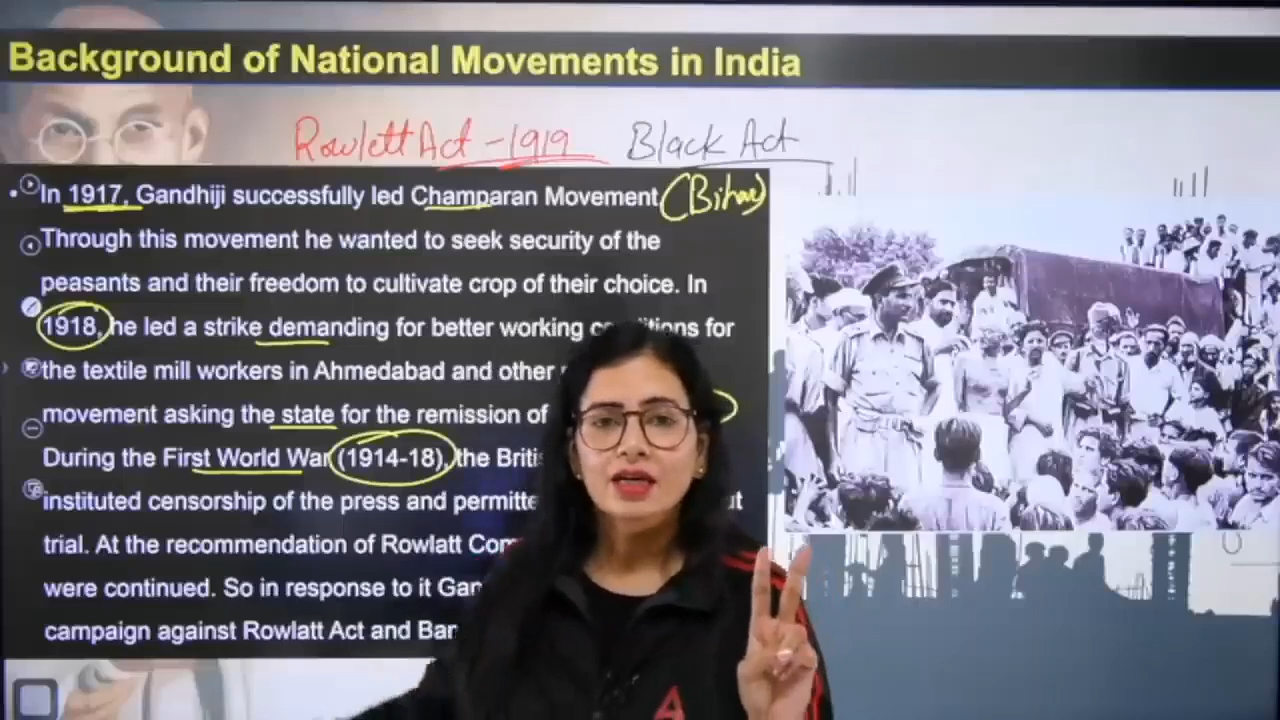 Background of National Movements in India
Rowlett Act - 1919 Black Act
In 1917, Gandhiji successfully led Champaran Movement (Bihar)
Through this movement he wanted to seek security of the
peasants and their freedom to cultivate crop of their choice. In
1918, he led a strike demanding for better working conditions for
the textile mill workers in Ahmedabad and other
movement asking the state for the remission of
During the First World War (1914-18), the
instituted censorship of the press and
trial. At the recommendation of Rowlatt
were continued. So in response to it
campaign against Rowlatt Act and